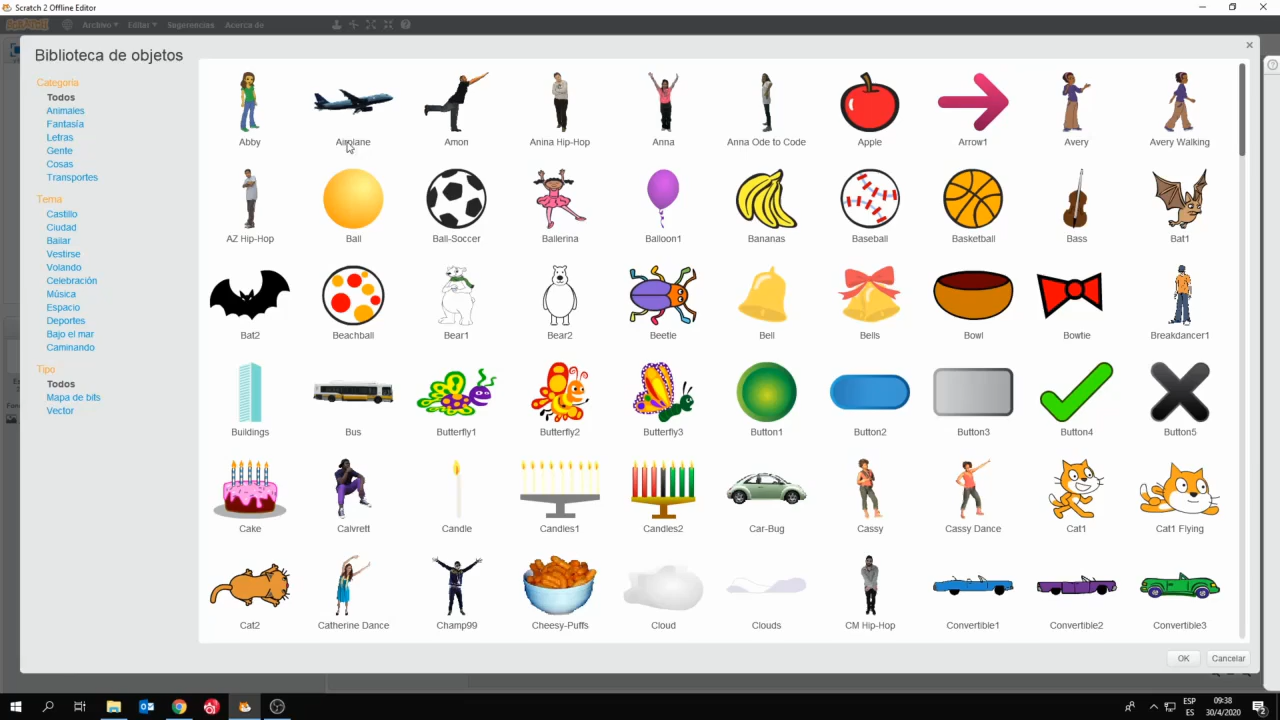 Scratch 2 Offline Editor
SCRATCH Archivo Editar Sugerencias Acerca de
Biblioteca de objetos
Categoría
Todos
Animales
Fantasía
Letras
Gente
Cosas
Transportes
Tema
Castillo
Ciudad
Bailar
Vestirse
Volando
Celebración
Música
Espacio
Deportes
Bajo el mar
Caminando
Tipo
Todos
Mapa de bits
Vector
Abby Airplane Amon Anina Hip-Hop Anna Anna Ode to Code Apple Arrow1 Avery Avery Walking
AZ Hip-Hop Ball Ball-Soccer Ballerina Balloon1 Bananas Baseball Basketball Bass Bat1
Bat2 Beachball Bear1 Bear2 Beetle Bell Bells Bowl Bowtie Breakdancer1
Buildings Bus Butterfly1 Butterfly2 Butterfly3 Button1 Button2 Button3 Button4 Button5
Cake Calvrett Candle Candles1 Candles2 Car-Bug Cassy Cassy Dance Cat1 Cat1 Flying
Cat2 Catherine Dance Champ99 Cheesy-Puffs Cloud Clouds CM Hip-Hop Convertible1 Convertible2 Convertible3
OK Cancelar
ESP
ES
09:38
30/4/2020
2